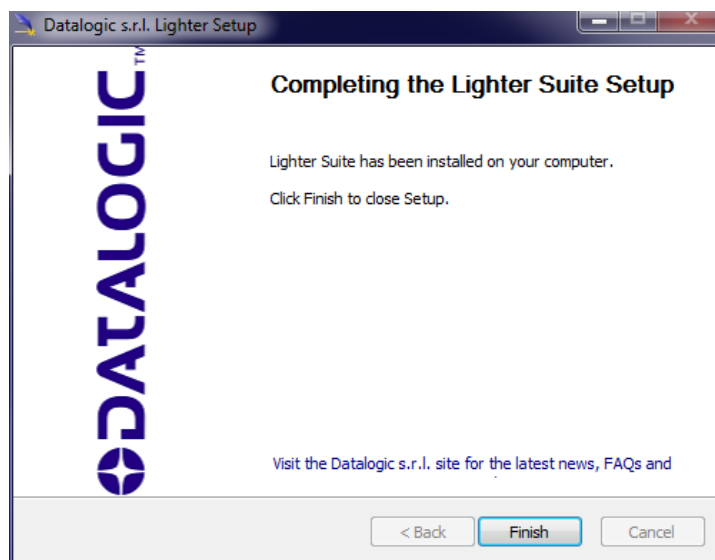 Datalogic s.r.l. Lighter Setup
DATALOGIC™
Completing the Lighter Suite Setup
Lighter Suite has been installed on your computer.
Click Finish to close Setup.
Visit the Datalogic s.r.l. site for the latest news, FAQs and
< Back
Finish
Cancel